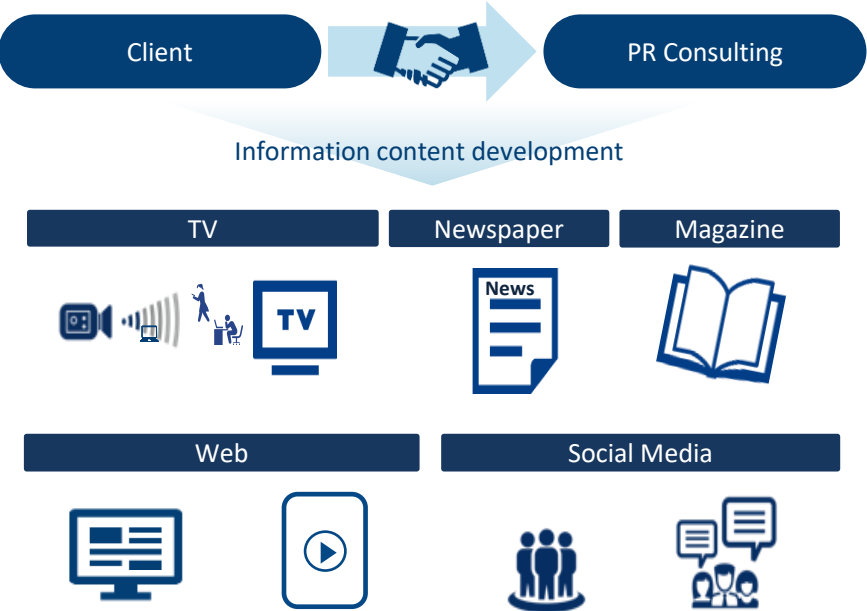 Client
PR Consulting
Information content development
TV
Newspaper
Magazine
News
TV
Web
Social Media